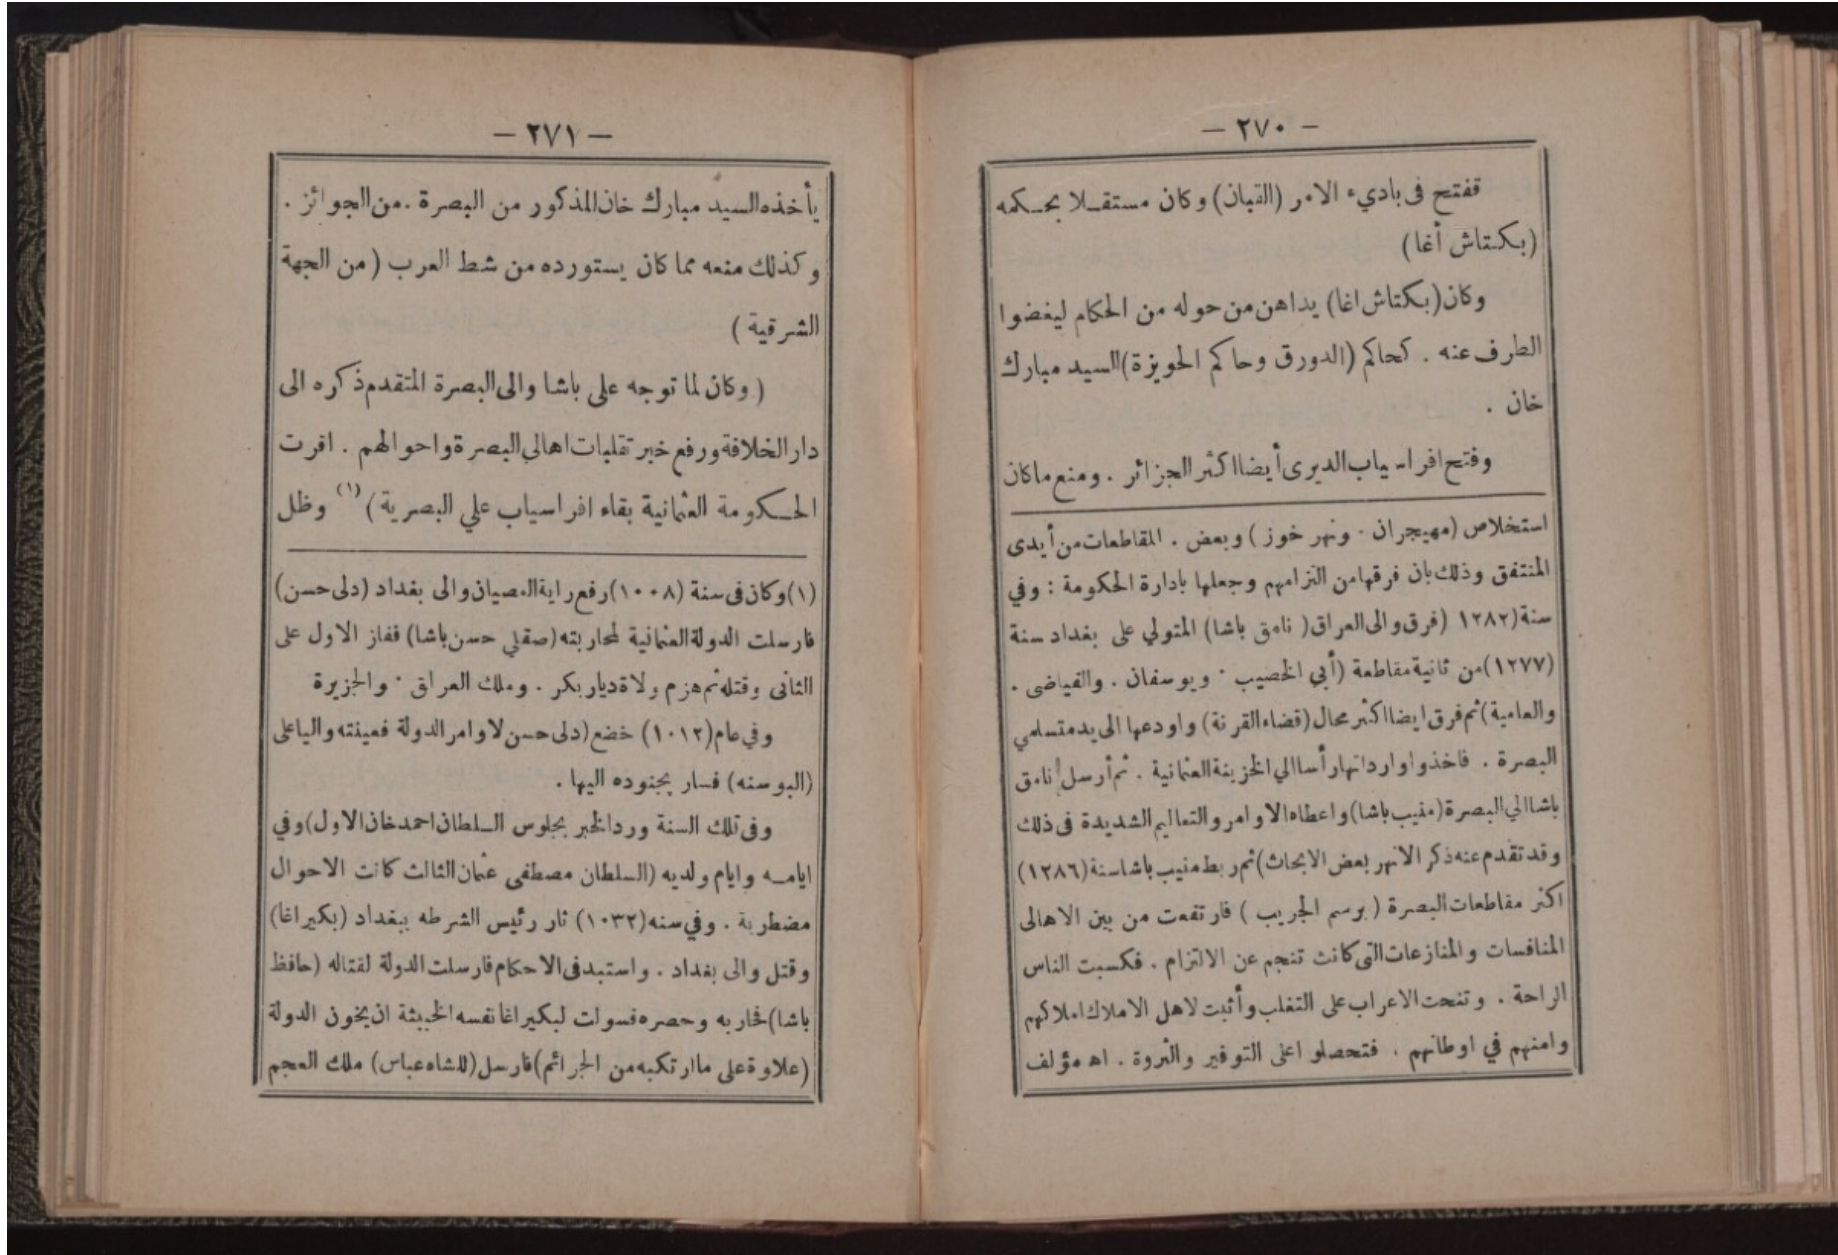 — ٢٧٠ —
ففتح فى باديء الامر (القبان) وكان مستقلا بحكمه
(بكتاش أغا)
وكان (بكتاش اغا) يداهن من حوله من الحكام ليغضوا
الطرف عنه . كحاكم (الدورق وحاكم الحويزة) السيد مبارك
خان .
وفتح افراسياب الديرى أيضا اكثر الجزائر . ومنع ما كان
استخلاص (مهيجران . ونهر خوز) وبعض . المقاطعات من أيدى
المنتفق وذلك بان فرقها من التزامهم وجعلها بادارة الحكومة : وفي
سنة (١٢٨٢ (فرق والى العراق (نامق باشا) المتولي على بغداد سنة
(١٢٧٧) من ثانية مقاطعة (أبي الخصيب . ويوسفان . والفياضى .
والعامية) ثم فرق ايضا اكثر محال (قضاء القرنة) واودعها الى يد متسلمي
البصرة . فاخذوا وارداتها رأسا الي الخزينة العثمانية . ثم أرسل نامق
باشا الي البصرة (منيب باشا) واعطاه الاوامر والتعاليم الشديدة فى ذلك
وقد تقدم عنه ذكر الانهر بعض الابحاث) ثم ربط منيب باشا سنة (١٢٨٦)
اكثر مقاطعات البصرة (برسم الجريب) فارتفعت من بين الاهالى
المنافسات والمنازعات التى كانت تنجم عن الالتزام . فكسبت الناس
الراحة . وتنحت الاعراب على التغلب وأثبت لاهل الاملاك املاكهم
وامنهم في اوطانهم . فتحصلوا على التوفير والثروة . اه مؤلف
— ٢٧١ —
يأخذه السيد مبارك خان المذكور من البصرة . من الجوائز .
وكذلك منعه مما كان يستورده من شط العرب (من الجهة
الشرقية)
(وكان لما توجه على باشا والى البصرة المتقدم ذكره الى
دار الخلافة ورفع خبر تقلبات اهالي البصرة واحوالهم . اقرت
الحكومة العثمانية بقاء افراسياب علي البصرية) (١) وظل
(١) وكان فى سنة (١٠٠٨) رفع راية العصيان والى بغداد (دلى حسن)
فارسلت الدولة العثمانية لمحاربته (صقلي حسن باشا) ففاز الاول على
الثانى وقتله ثم هزم ولاة ديار بكر . وملك العراق . والجزيرة
وفي عام (١٠١٢) خضع (دلى حسن لاوامر الدولة فعينته واليا على
(البوسنه) فسار بجنوده اليها .
وفى تلك السنة ورد الخبر بجلوس السلطان احمد خان الاول) وفي
ايامه وايام ولديه (السلطان مصطفى عثمان الثالث كانت الاحوال
مضطربة . وفي سنه (١٠٣٢) ثار رئيس الشرطه ببغداد (بكير اغا)
وقتل والى بغداد . واستبد فى الاحكام فارسلت الدولة لقتاله (حافظ
باشا) فحاربه وحصره فسولت لبكير اغا نفسه الخبيثة ان يخون الدولة
(علاوة على ما ارتكبه من الجرائم) فارسل (للشاه عباس) ملك العجم